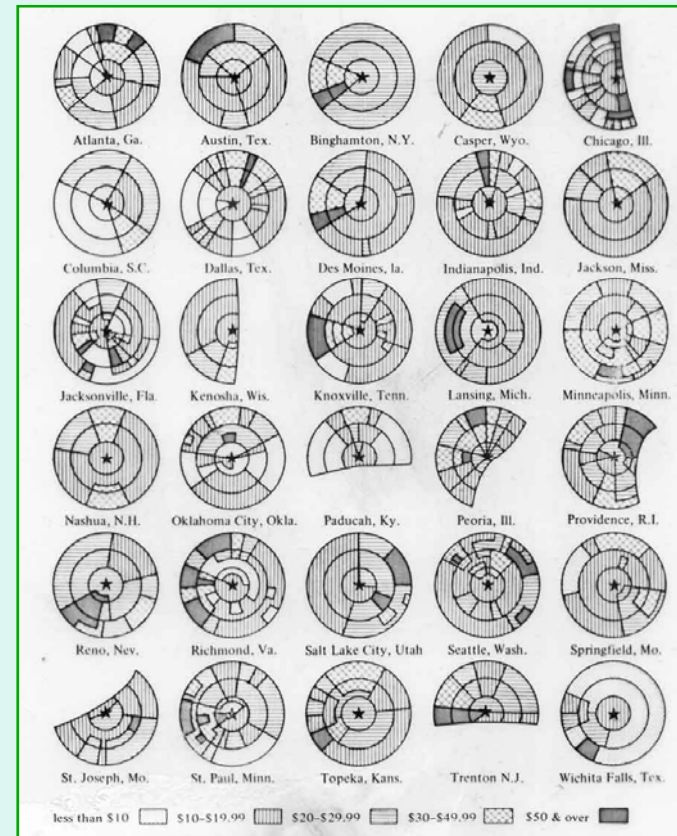 Atlanta, Ga. Austin, Tex. Binghamton, N.Y. Casper, Wyo. Chicago, Ill.
Columbia, S.C. Dallas, Tex. Des Moines, Ia. Indianapolis, Ind. Jackson, Miss.
Jacksonville, Fla. Kenosha, Wis. Knoxville, Tenn. Lansing, Mich. Minneapolis, Minn.
Nashua, N.H. Oklahoma City, Okla. Paducah, Ky. Peoria, Ill. Providence, R.I.
Reno, Nev. Richmond, Va. Salt Lake City, Utah Seattle, Wash. Springfield, Mo.
St. Joseph, Mo. St. Paul, Minn. Topeka, Kans. Trenton N.J. Wichita Falls, Tex.
less than $10 $10–$19.99 $20–$29.99 $30–$49.99 $50 & over